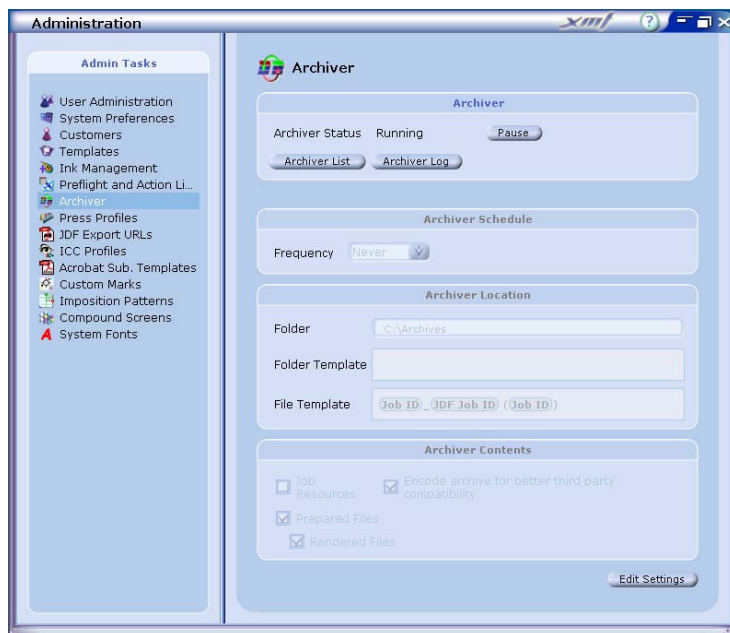 Administration
xmf
?
Admin Tasks
User Administration
System Preferences
Customers
Templates
Ink Management
Preflight and Action Li...
Archiver
Press Profiles
JDF Export URLs
ICC Profiles
Acrobat Sub. Templates
Custom Marks
Imposition Patterns
Compound Screens
System Fonts
Archiver
Archiver
Archiver Status Running Pause
Archiver List Archiver Log
Archiver Schedule
Frequency Never
Archiver Location
Folder C:\Archives
Folder Template
File Template Job ID_JDF Job ID (Job ID)
Archiver Contents
Job Resources
Encode archive for better third party
compatibility
Prepared Files
Rendered Files
Edit Settings